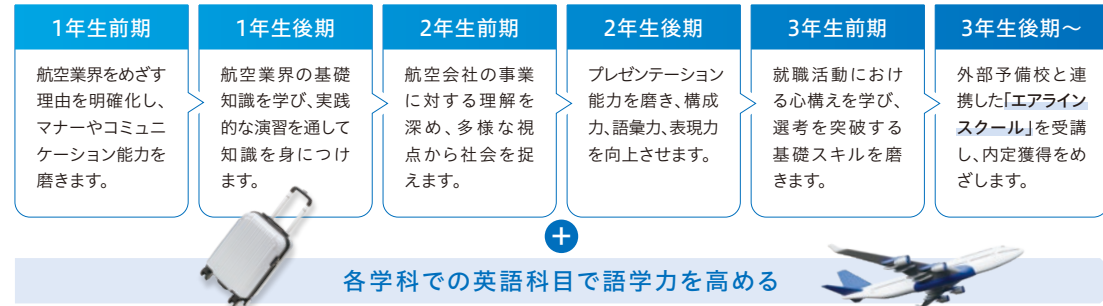 1年生前期
航空業界をめざす
理由を明確化し、
マナーやコミュニ
ケーション能力を
磨きます。
1年生後期
航空業界の基礎
知識を学び、実践
的な演習を通して
知識を身につけ
ます。
2年生前期
航空会社の事業
に対する理解を
深め、多様な視
点から社会を捉
えます。
2年生後期
プレゼンテーション
能力を磨き、構成
力、語彙力、表現力
を向上させます。
3年生前期
就職活動におけ
る心構えを学び、
選考を突破する
基礎スキルを磨
きます。
3年生後期～
外部予備校と連
携した「エアライン
スクール」を受講
し、内定獲得をめ
ざします。
+
各学科での英語科目で語学力を高める